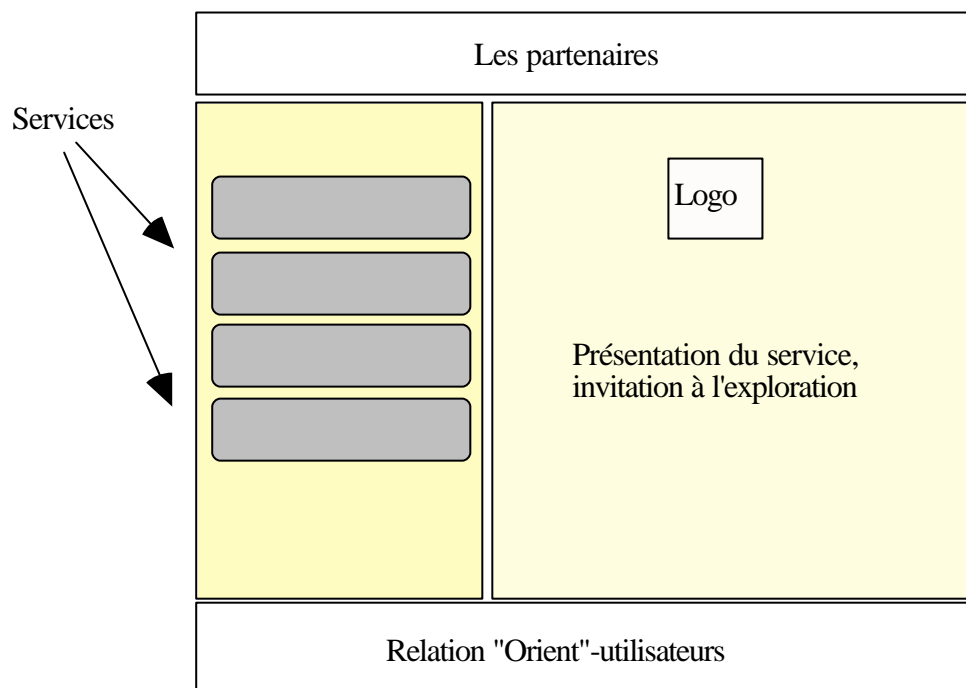 Les partenaires
Services
Logo
Présentation du service,
invitation à l'exploration
Relation "Orient"-utilisateurs